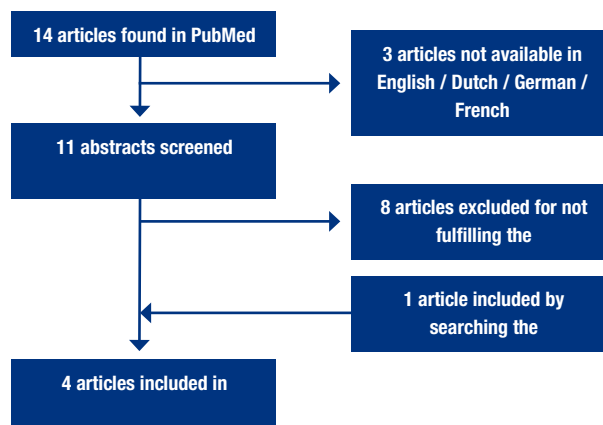 14 articles found in PubMed
3 articles not available in
English / Dutch / German /
French
11 abstracts screened
8 articles excluded for not
fulfilling the
1 article included by
searching the
4 articles included in